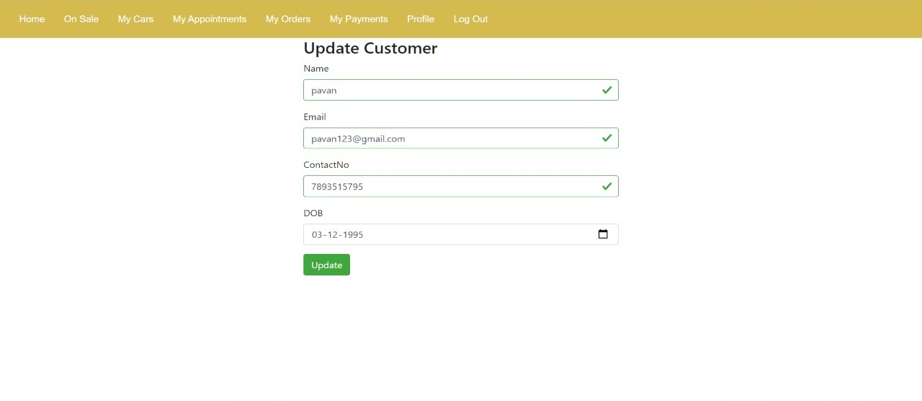 Home On Sale My Cars My Appointments My Orders My Payments Profile Log Out
Update Customer
Name
pavan
Email
pavan123@gmail.com
ContactNo
7893515795
DOB
03-12-1995
Update